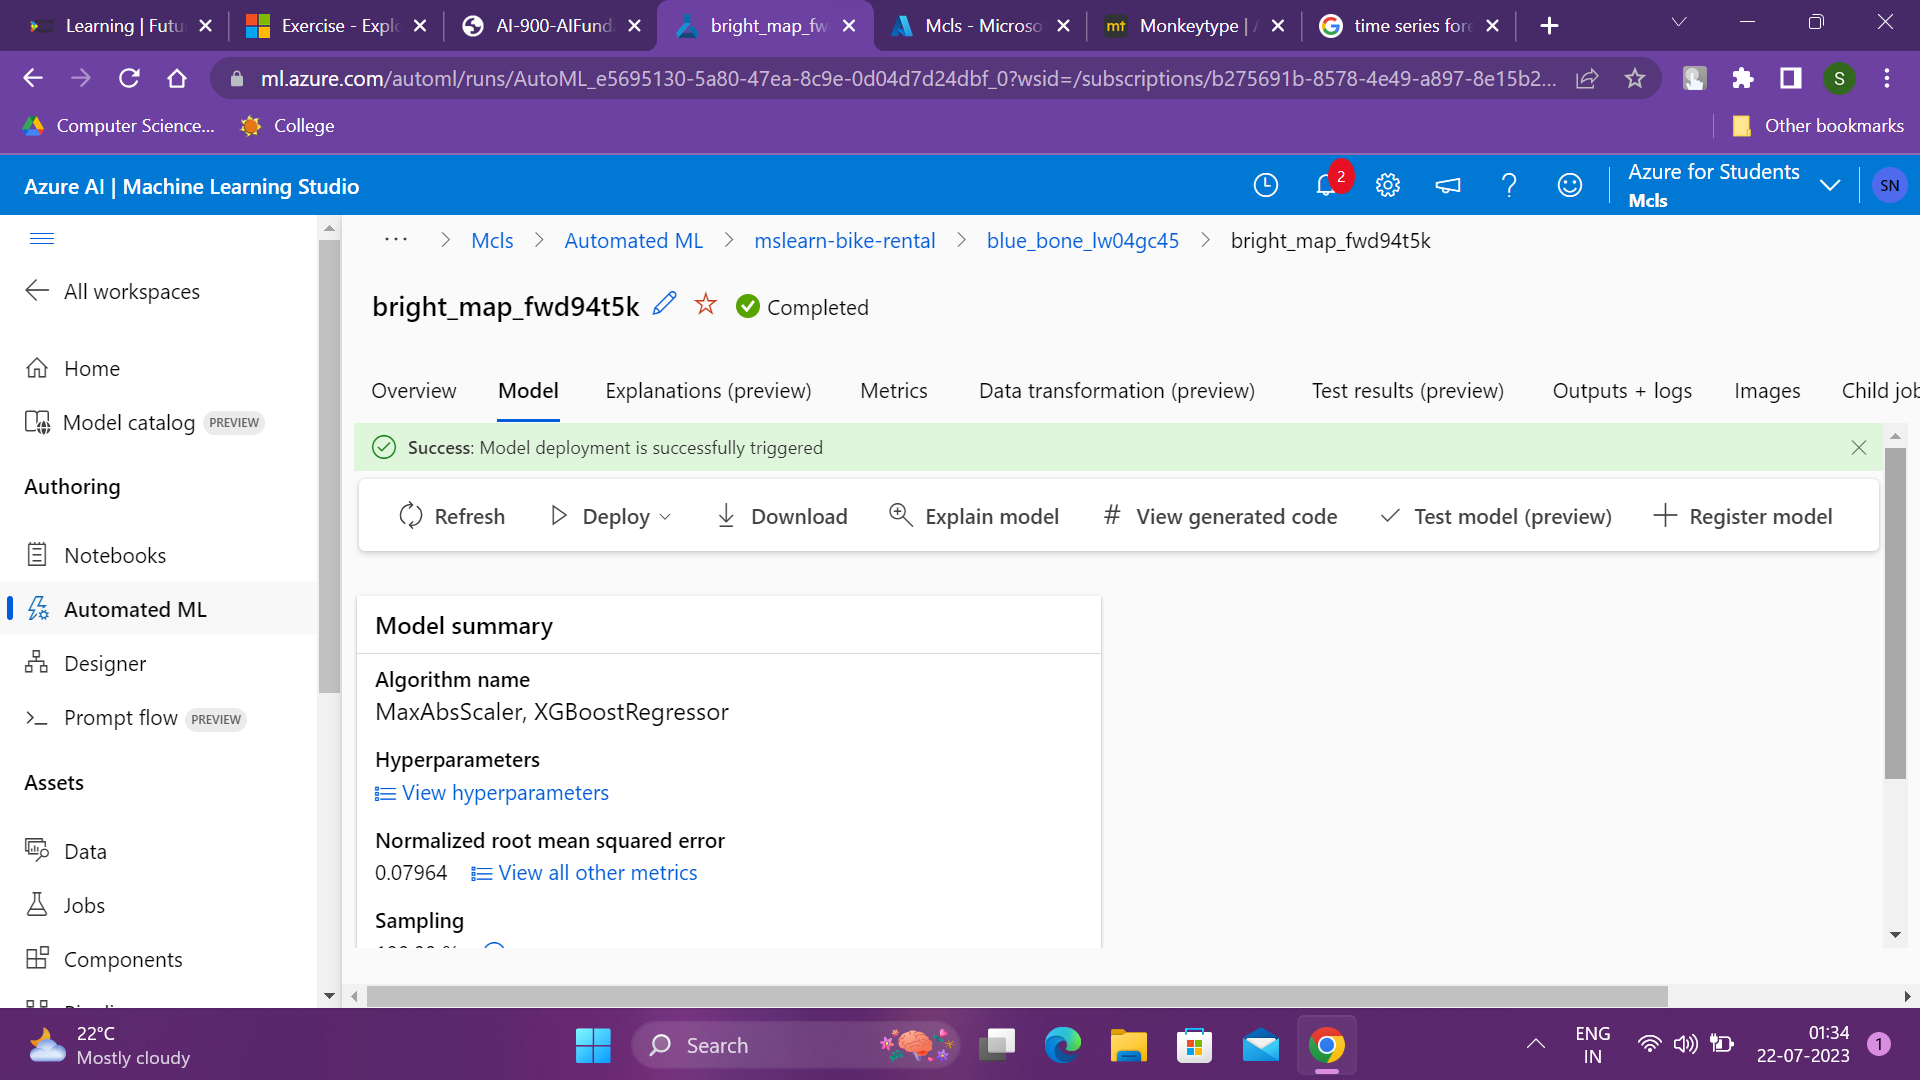 Learning | Futu
Exercise - Explo
AI-900-AIFund
bright_map_fw
Mcls - Microso
mt Monkeytype | A
time series fore
ml.azure.com/automl/runs/AutoML_e5695130-5a80-47ea-8c9e-0d04d7d24dbf_0?wsid=/subscriptions/b275691b-8578-4e49-a897-8e15b2...
S
Computer Science...
College
Other bookmarks
Azure AI | Machine Learning Studio
2
Azure for Students
Mcls
SN
... > Mcls > Automated ML > mslearn-bike-rental > blue_bone_lw04gc45 > bright_map_fwd94t5k
All workspaces
bright_map_fwd94t5k
Completed
Home
Model catalog PREVIEW
Authoring
Notebooks
Automated ML
Designer
Prompt flow PREVIEW
Assets
Data
Jobs
Components
Overview
Model
Explanations (preview)
Metrics
Data transformation (preview)
Test results (preview)
Outputs + logs
Images
Child job
Success: Model deployment is successfully triggered
Refresh
Deploy
Download
Explain model
# View generated code
Test model (preview)
Register model
Model summary
Algorithm name
MaxAbsScaler, XGBoostRegressor
Hyperparameters
View hyperparameters
Normalized root mean squared error
0.07964 View all other metrics
Sampling
22°C
Mostly cloudy
Search
ENG
IN
01:34
22-07-2023
1